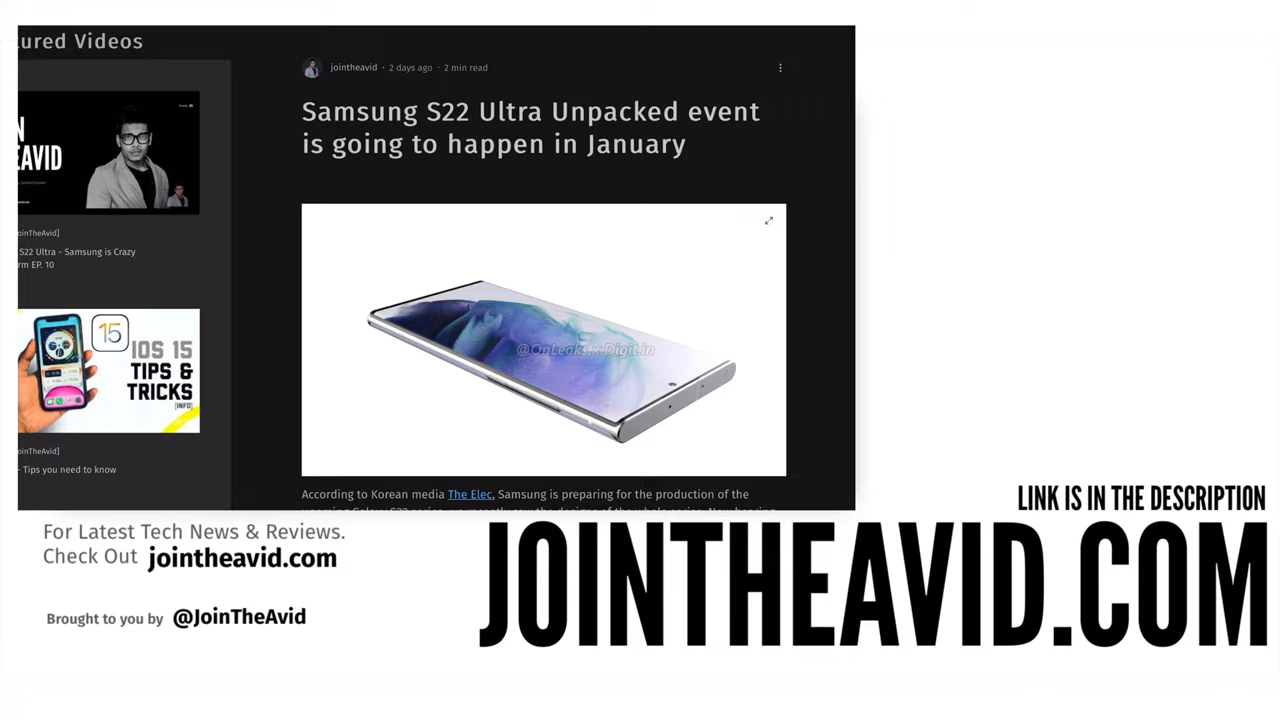 tured Videos
jointheavid · 2 days ago · 2 min read
Samsung S22 Ultra Unpacked event
is going to happen in January
N
EAVID
oinTheAvid]
S22 Ultra - Samsung is Crazy
rm EP. 10
15
IOS 15
TIPS &
TRICKS
[INFO]
oinTheAvid]
- Tips you need to know
@OnLeaks x Digit.in
According to Korean media The Elec, Samsung is preparing for the production of the
LINK IS IN THE DESCRIPTION
JOINTHEAVID.COM
For Latest Tech News & Reviews.
Check Out jointheavid.com
Brought to you by @JoinTheAvid